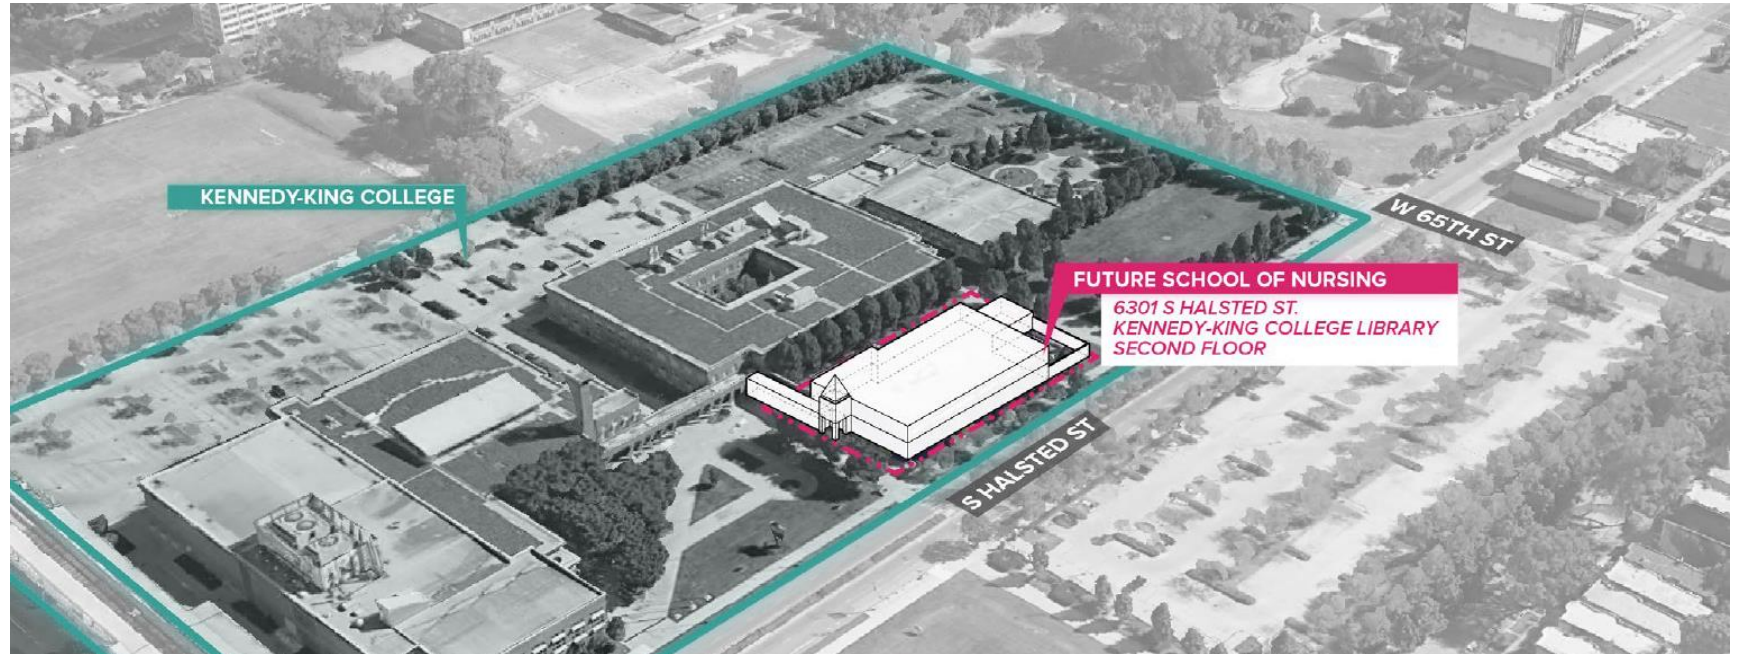 KENNEDY-KING COLLEGE
W 65TH ST
FUTURE SCHOOL OF NURSING
6301 S HALSTED ST.
KENNEDY-KING COLLEGE LIBRARY
SECOND FLOOR
S HALSTED ST